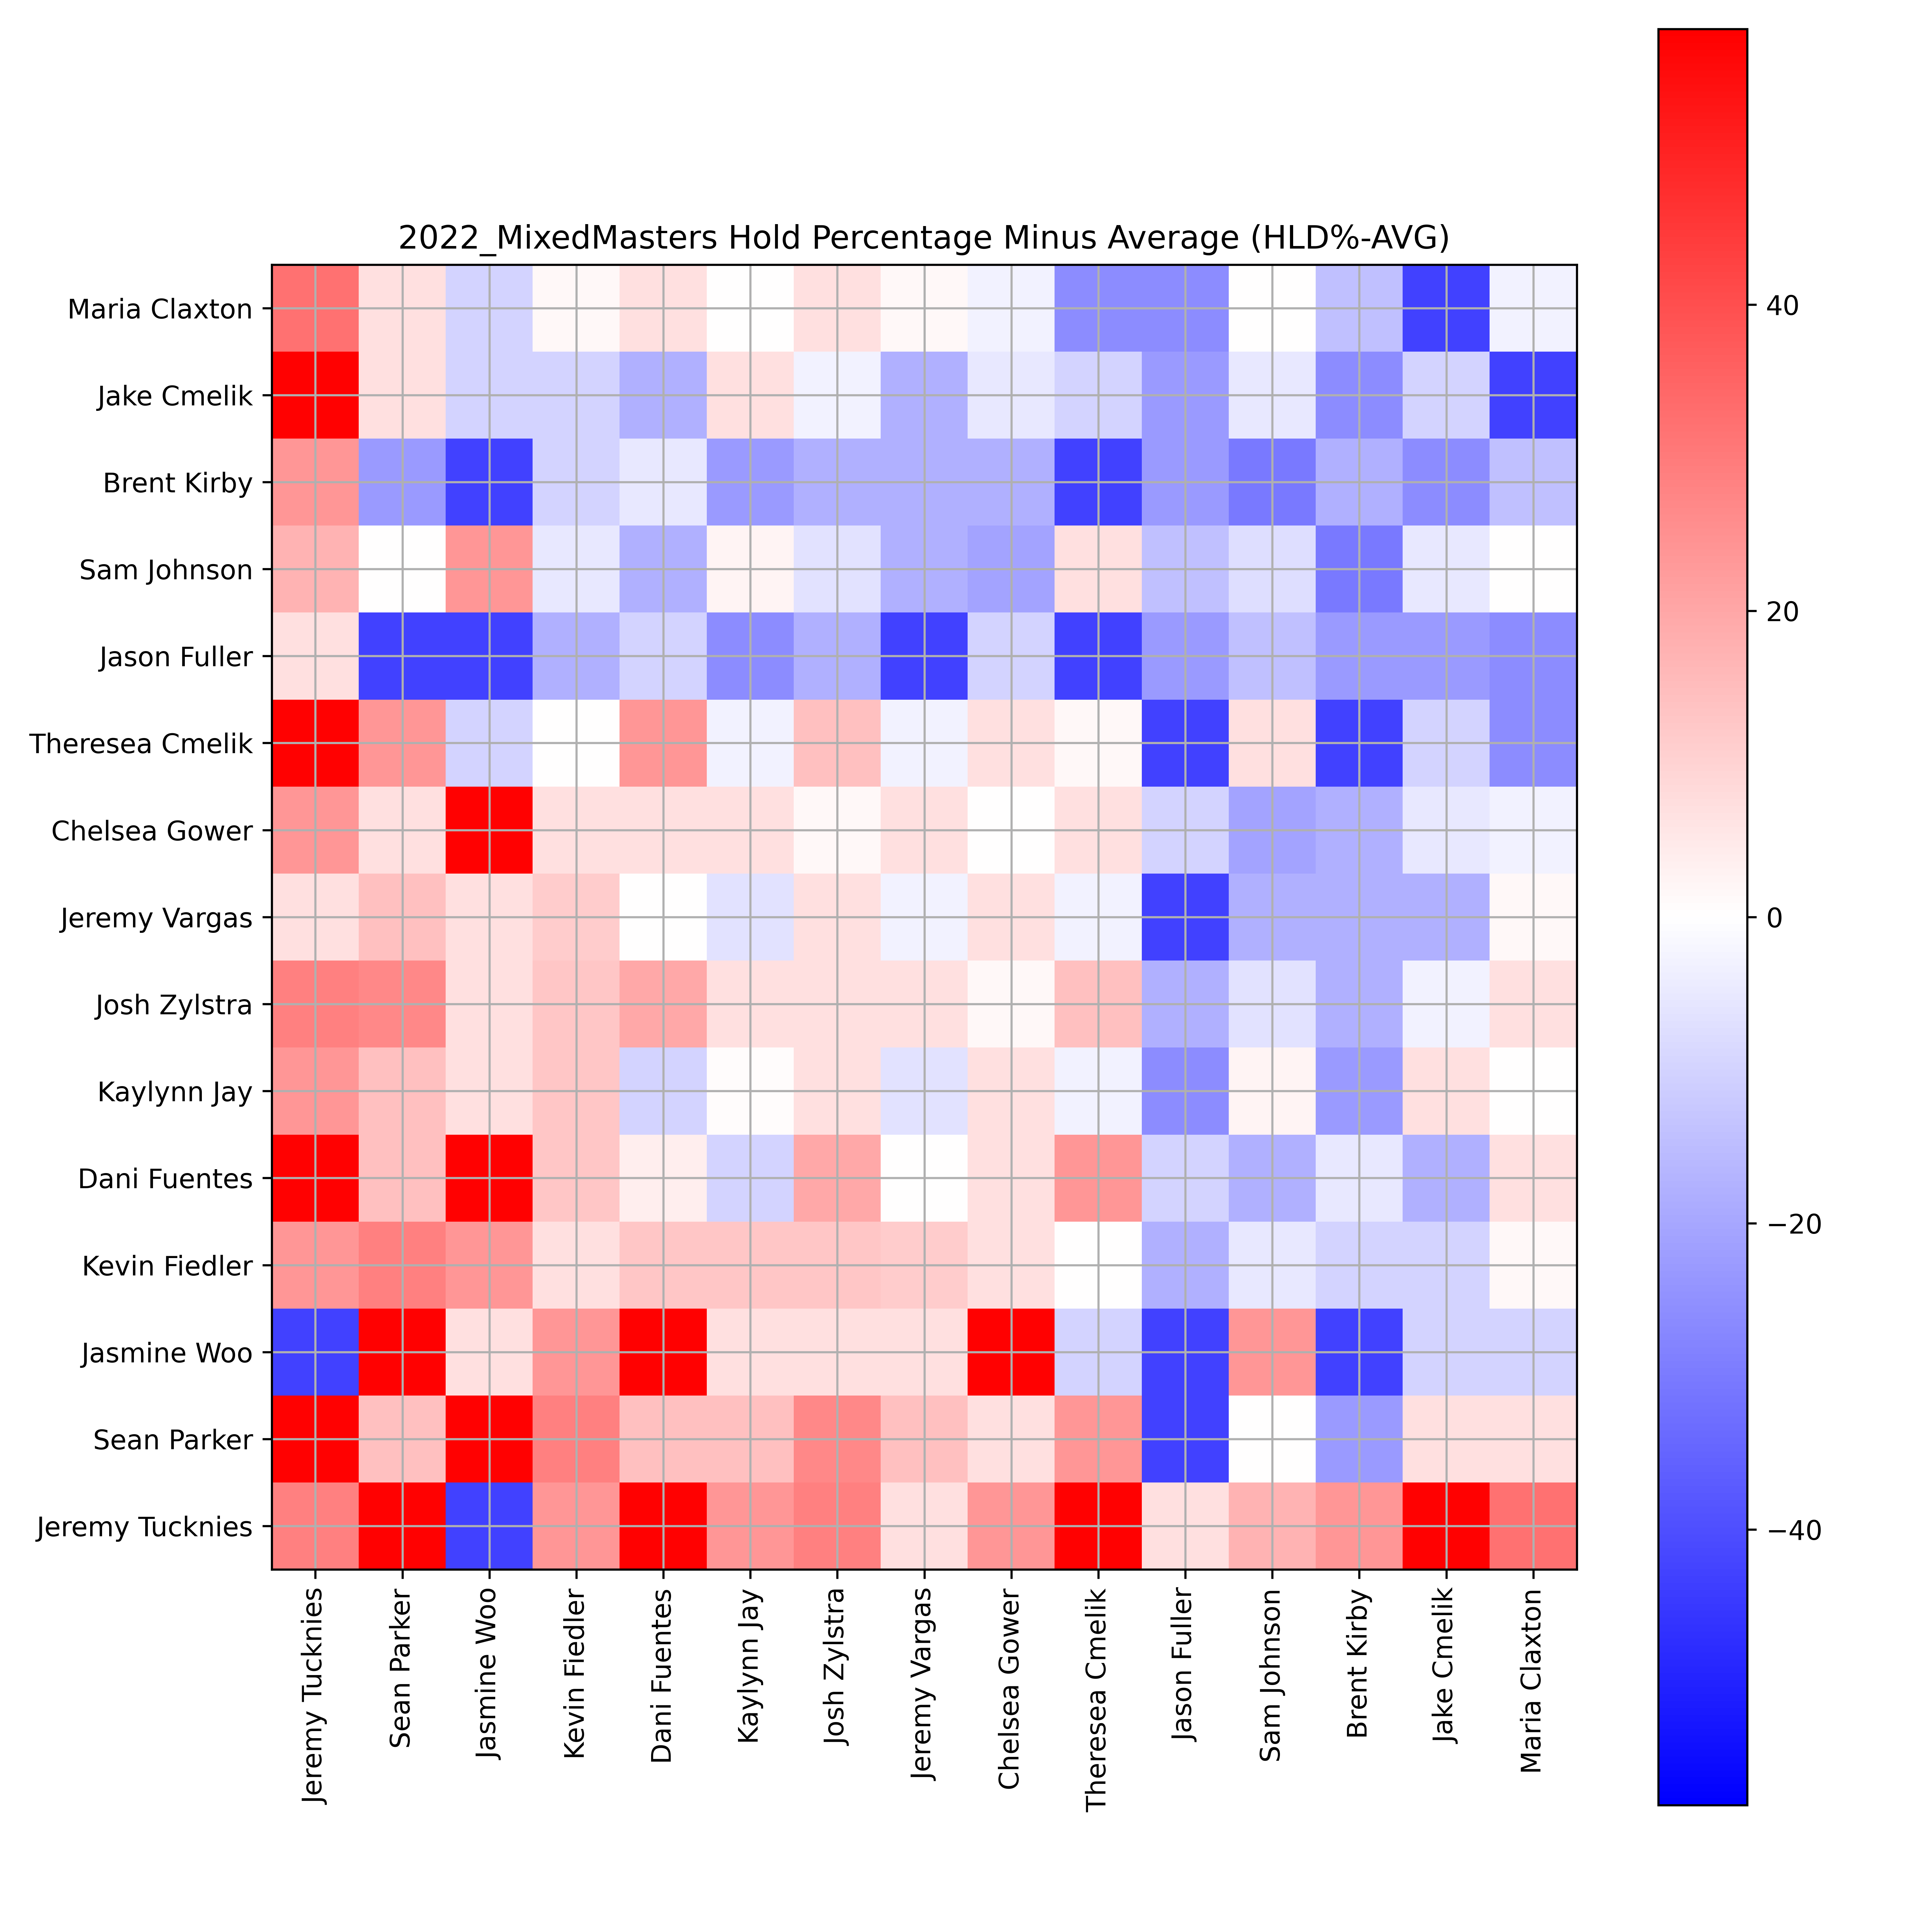 2022_MixedMasters Hold Percentage Minus Average (HLD%-AVG)
Maria Claxton
Jake Cmelik
Brent Kirby
Sam Johnson
Jason Fuller
Theresea Cmelik
Chelsea Gower
Jeremy Vargas
Josh Zylstra
Kaylynn Jay
Dani Fuentes
Kevin Fiedler
Jasmine Woo
Sean Parker
Jeremy Tucknies
Jeremy Tucknies
Sean Parker
Jasmine Woo
Kevin Fiedler
Dani Fuentes
Kaylynn Jay
Josh Zylstra
Jeremy Vargas
Chelsea Gower
Theresea Cmelik
Jason Fuller
Sam Johnson
Brent Kirby
Jake Cmelik
Maria Claxton
40
20
0
−20
−40